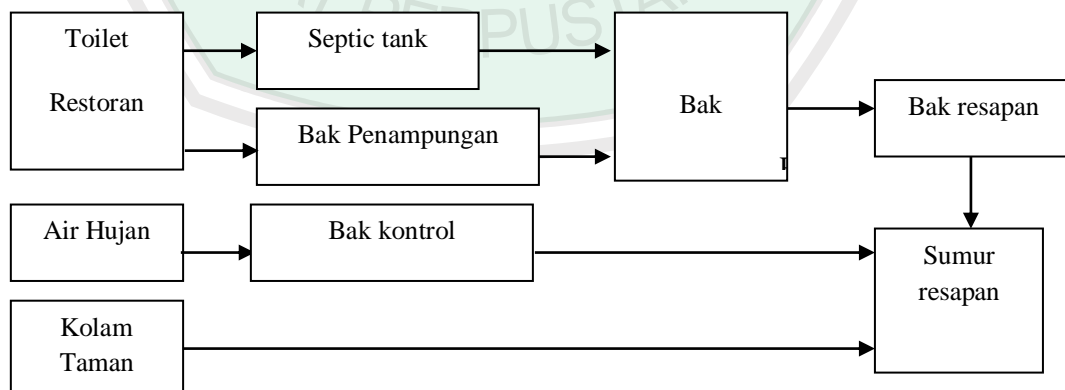 Toilet
Restoran
Septic tank
Bak Penampungan
Bak
Bak resapan
Air Hujan
Bak kontrol
Sumur
resapan
Kolam
Taman